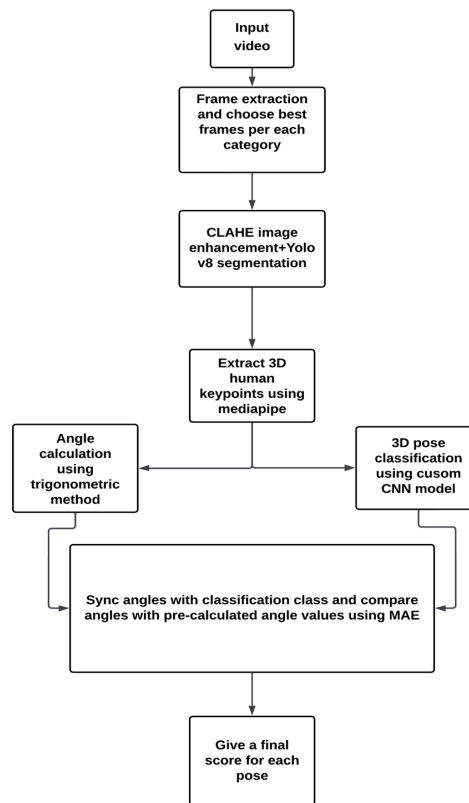 Input
video
Frame extraction
and choose best
frames per each
category
CLAHE image
enhancement+Yolo
v8 segmentation
Extract 3D
human
keypoints using
mediapipe
Angle
calculation using
trigonometric
method
3D pose
classification
using cusom
CNN model
Sync angles with classification class and compare
angles with pre-calculated angle values using MAE
Give a final
score for each
pose